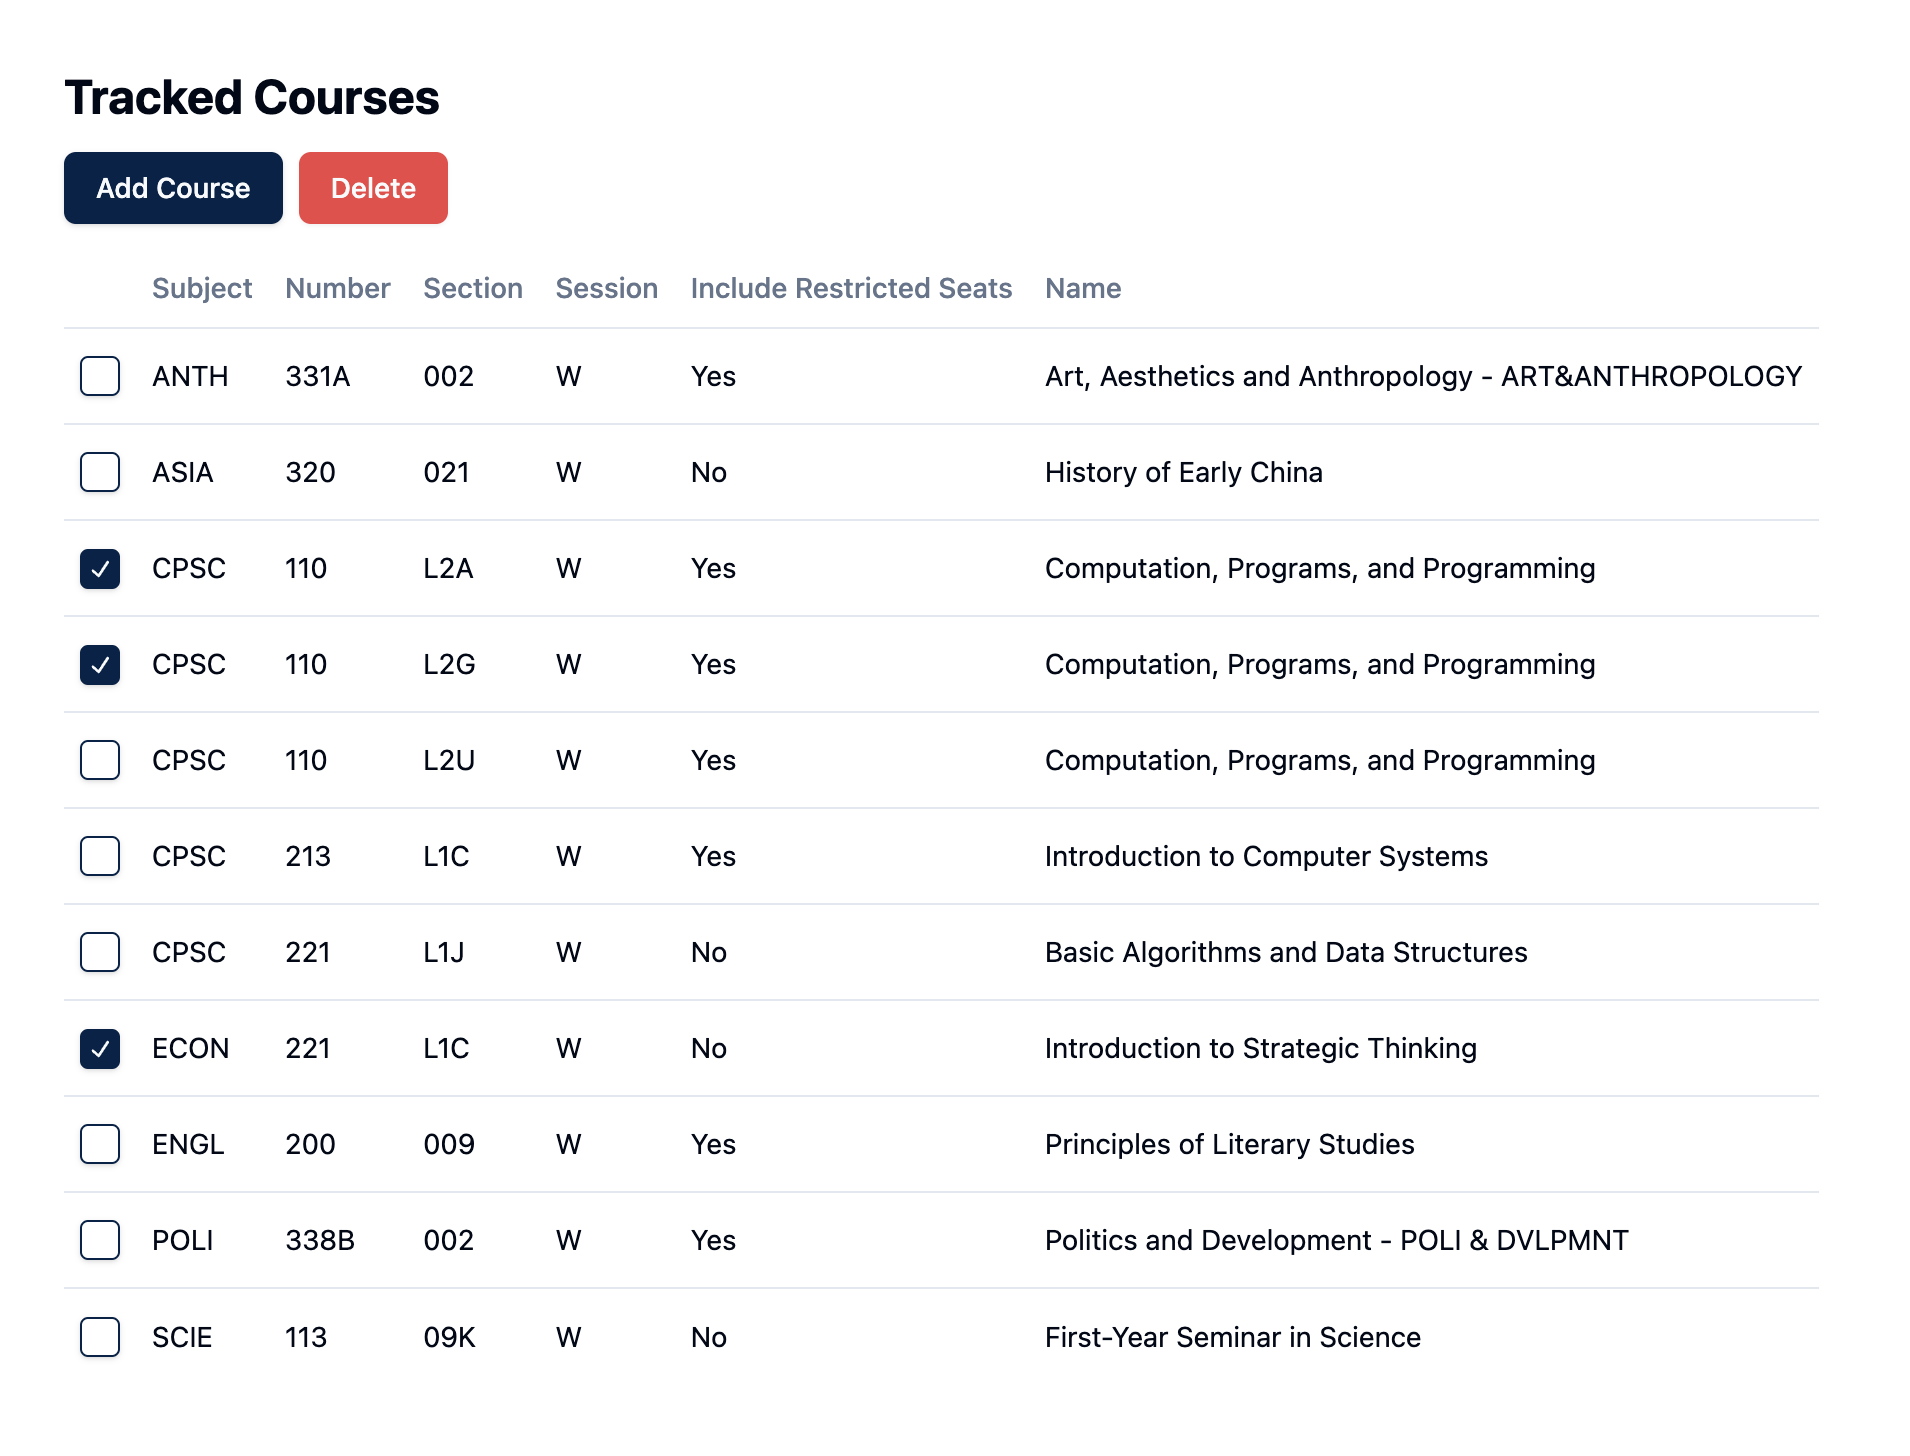 Tracked Courses
Add Course Delete
Subject Number Section Session Include Restricted Seats Name
ANTH 331A 002 W Yes Art, Aesthetics and Anthropology - ART&ANTHROPOLOGY
ASIA 320 021 W No History of Early China
CPSC 110 L2A W Yes Computation, Programs, and Programming
CPSC 110 L2G W Yes Computation, Programs, and Programming
CPSC 110 L2U W Yes Computation, Programs, and Programming
CPSC 213 L1C W Yes Introduction to Computer Systems
CPSC 221 L1J W No Basic Algorithms and Data Structures
ECON 221 L1C W No Introduction to Strategic Thinking
ENGL 200 009 W Yes Principles of Literary Studies
POLI 338B 002 W Yes Politics and Development - POLI & DVLPMNT
SCIE 113 09K W No First-Year Seminar in Science